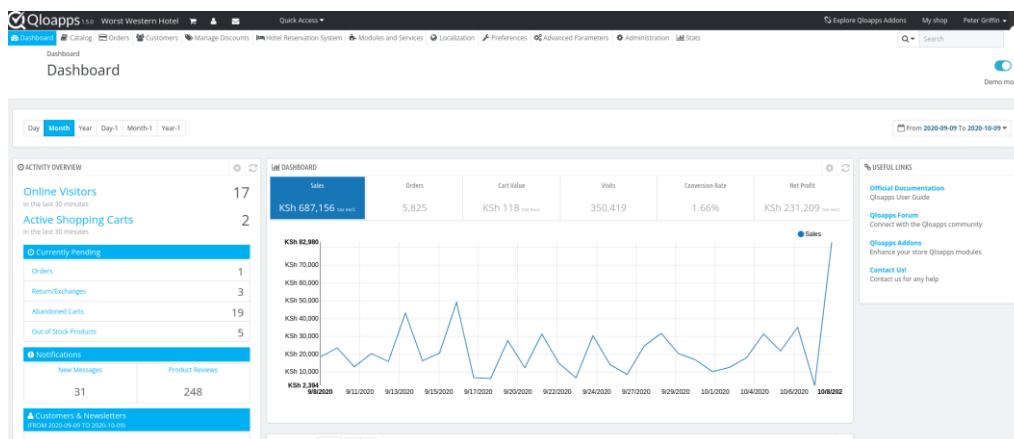 Qloapps 1.5.0 Worst Western Hotel Quick Access Explore Qloapps Addons My shop Peter Griffin
Dashboard Catalog Orders Customers Manage Discounts Hotel Reservation System Modules and Services Localization Preferences Advanced Parameters Administration Stats Search
Dashboard
Dashboard
Demo mo
Day Month Year Day-1 Month-1 Year-1 From 2020-09-09 To 2020-10-09
ACTIVITY OVERVIEW
Online Visitors 17
in the last 30 minutes
Active Shopping Carts 2
in the last 30 minutes
Currently Pending
Orders 1
Return/Exchanges 3
Abandoned Carts 19
Out of Stock Products 5
Notifications
New Messages Product Reviews
31 248
Customers & Newsletters
(FROM 2020-09-09 TO 2020-10-09)
DASHBOARD
Sales Orders Cart Value Visits Conversion Rate Net Profit
KSh 687,156 tax excl. 5,825 KSh 118 tax excl. 350,419 1.66% KSh 231,209 tax excl.
Sales
KSh 82,980
KSh 70,000
KSh 60,000
KSh 50,000
KSh 40,000
KSh 30,000
KSh 20,000
KSh 10,000
KSh 2,394
9/8/2020 9/11/2020 9/13/2020 9/15/2020 9/17/2020 9/20/2020 9/22/2020 9/24/2020 9/27/2020 9/29/2020 10/1/2020 10/4/2020 10/6/2020 10/8/202
USEFUL LINKS
Official Documentation
Qloapps User Guide
Qloapps Forum
Connect with the Qloapps community
Qloapps Addons
Enhance your store Qloapps modules
Contact Us!
Contact us for any help